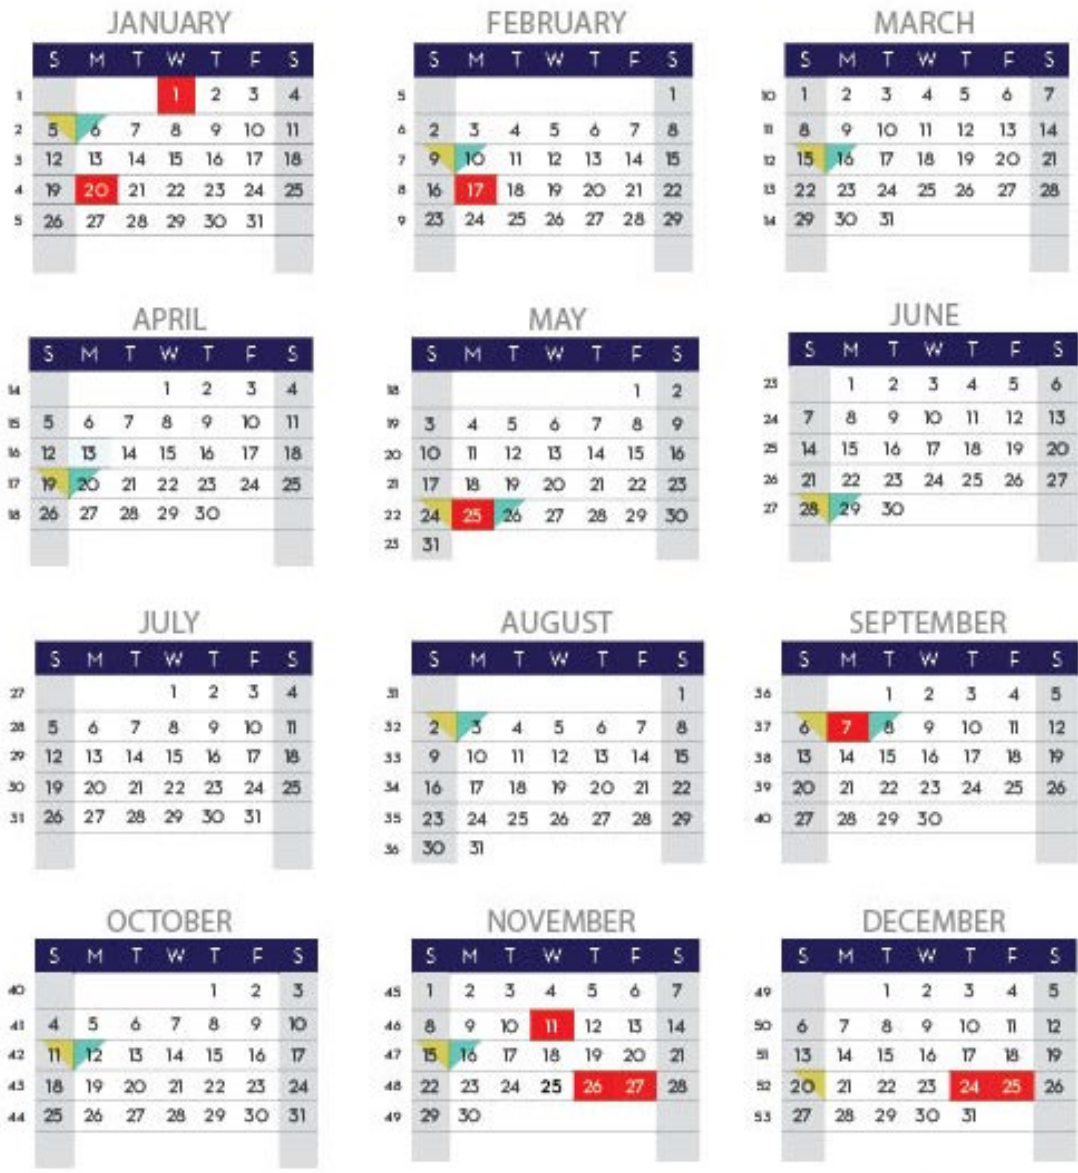 JANUARY
S M T W T F S
1 1 2 3 4
2 5 6 7 8 9 10 11
3 12 13 14 15 16 17 18
4 19 20 21 22 23 24 25
5 26 27 28 29 30 31
FEBRUARY
S M T W T F S
5 1
6 2 3 4 5 6 7 8
7 9 10 11 12 13 14 15
8 16 17 18 19 20 21 22
9 23 24 25 26 27 28 29
MARCH
S M T W T F S
10 1 2 3 4 5 6 7
11 8 9 10 11 12 13 14
12 15 16 17 18 19 20 21
13 22 23 24 25 26 27 28
14 29 30 31
APRIL
S M T W T F S
14 1 2 3 4
15 5 6 7 8 9 10 11
16 12 13 14 15 16 17 18
17 19 20 21 22 23 24 25
18 26 27 28 29 30
MAY
S M T W T F S
18 1 2
19 3 4 5 6 7 8 9
20 10 11 12 13 14 15 16
21 17 18 19 20 21 22 23
22 24 25 26 27 28 29 30
23 31
JUNE
S M T W T F S
23 1 2 3 4 5 6
24 7 8 9 10 11 12 13
25 14 15 16 17 18 19 20
26 21 22 23 24 25 26 27
27 28 29 30
JULY
S M T W T F S
27 1 2 3 4
28 5 6 7 8 9 10 11
29 12 13 14 15 16 17 18
30 19 20 21 22 23 24 25
31 26 27 28 29 30 31
AUGUST
S M T W T F S
31 1
32 2 3 4 5 6 7 8
33 9 10 11 12 13 14 15
34 16 17 18 19 20 21 22
35 23 24 25 26 27 28 29
36 30 31
SEPTEMBER
S M T W T F S
36 1 2 3 4 5
37 6 7 8 9 10 11 12
38 13 14 15 16 17 18 19
39 20 21 22 23 24 25 26
40 27 28 29 30
OCTOBER
S M T W T F S
40 1 2 3
41 4 5 6 7 8 9 10
42 11 12 13 14 15 16 17
43 18 19 20 21 22 23 24
44 25 26 27 28 29 30 31
NOVEMBER
S M T W T F S
45 1 2 3 4 5 6 7
46 8 9 10 11 12 13 14
47 15 16 17 18 19 20 21
48 22 23 24 25 26 27 28
49 29 30
DECEMBER
S M T W T F S
49 1 2 3 4 5
50 6 7 8 9 10 11 12
51 13 14 15 16 17 18 19
52 20 21 22 23 24 25 26
53 27 28 29 30 31